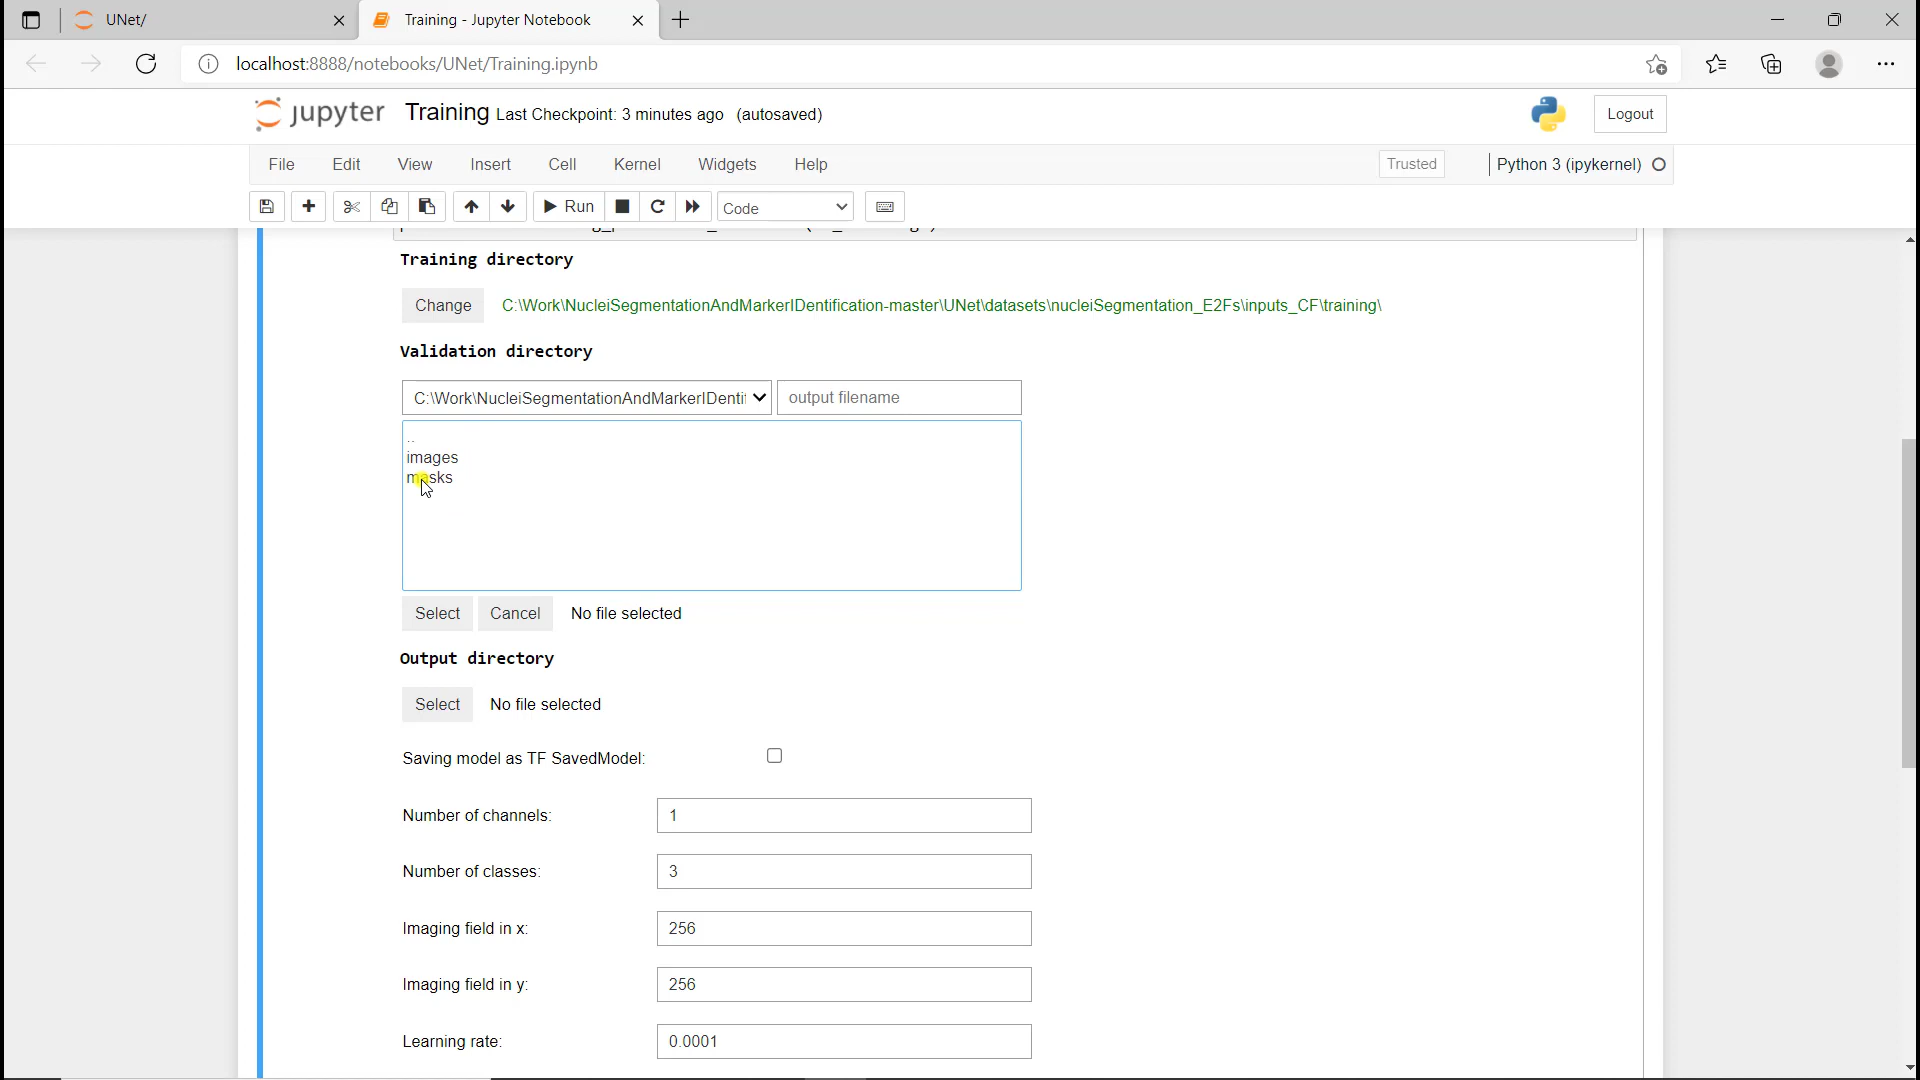 UNet/
Training - Jupyter Notebook
localhost:8888/notebooks/UNet/Training.ipynb
jupyter Training Last Checkpoint: 3 minutes ago (autosaved)
Logout
File Edit View Insert Cell Kernel Widgets Help
Trusted
Python 3 (ipykernel)
Run
Code
Training directory
Change C:\Work\NucleiSegmentationAndMarkerIDentification-master\UNet\datasets\nucleiSegmentation_E2Fs\inputs_CF\training\
Validation directory
C:\Work\NucleiSegmentationAndMarkerIDentif output filename
..
images
masks
Select Cancel No file selected
Output directory
Select No file selected
Saving model as TF SavedModel:
Number of channels: 1
Number of classes: 3
Imaging field in x: 256
Imaging field in y: 256
Learning rate: 0.0001